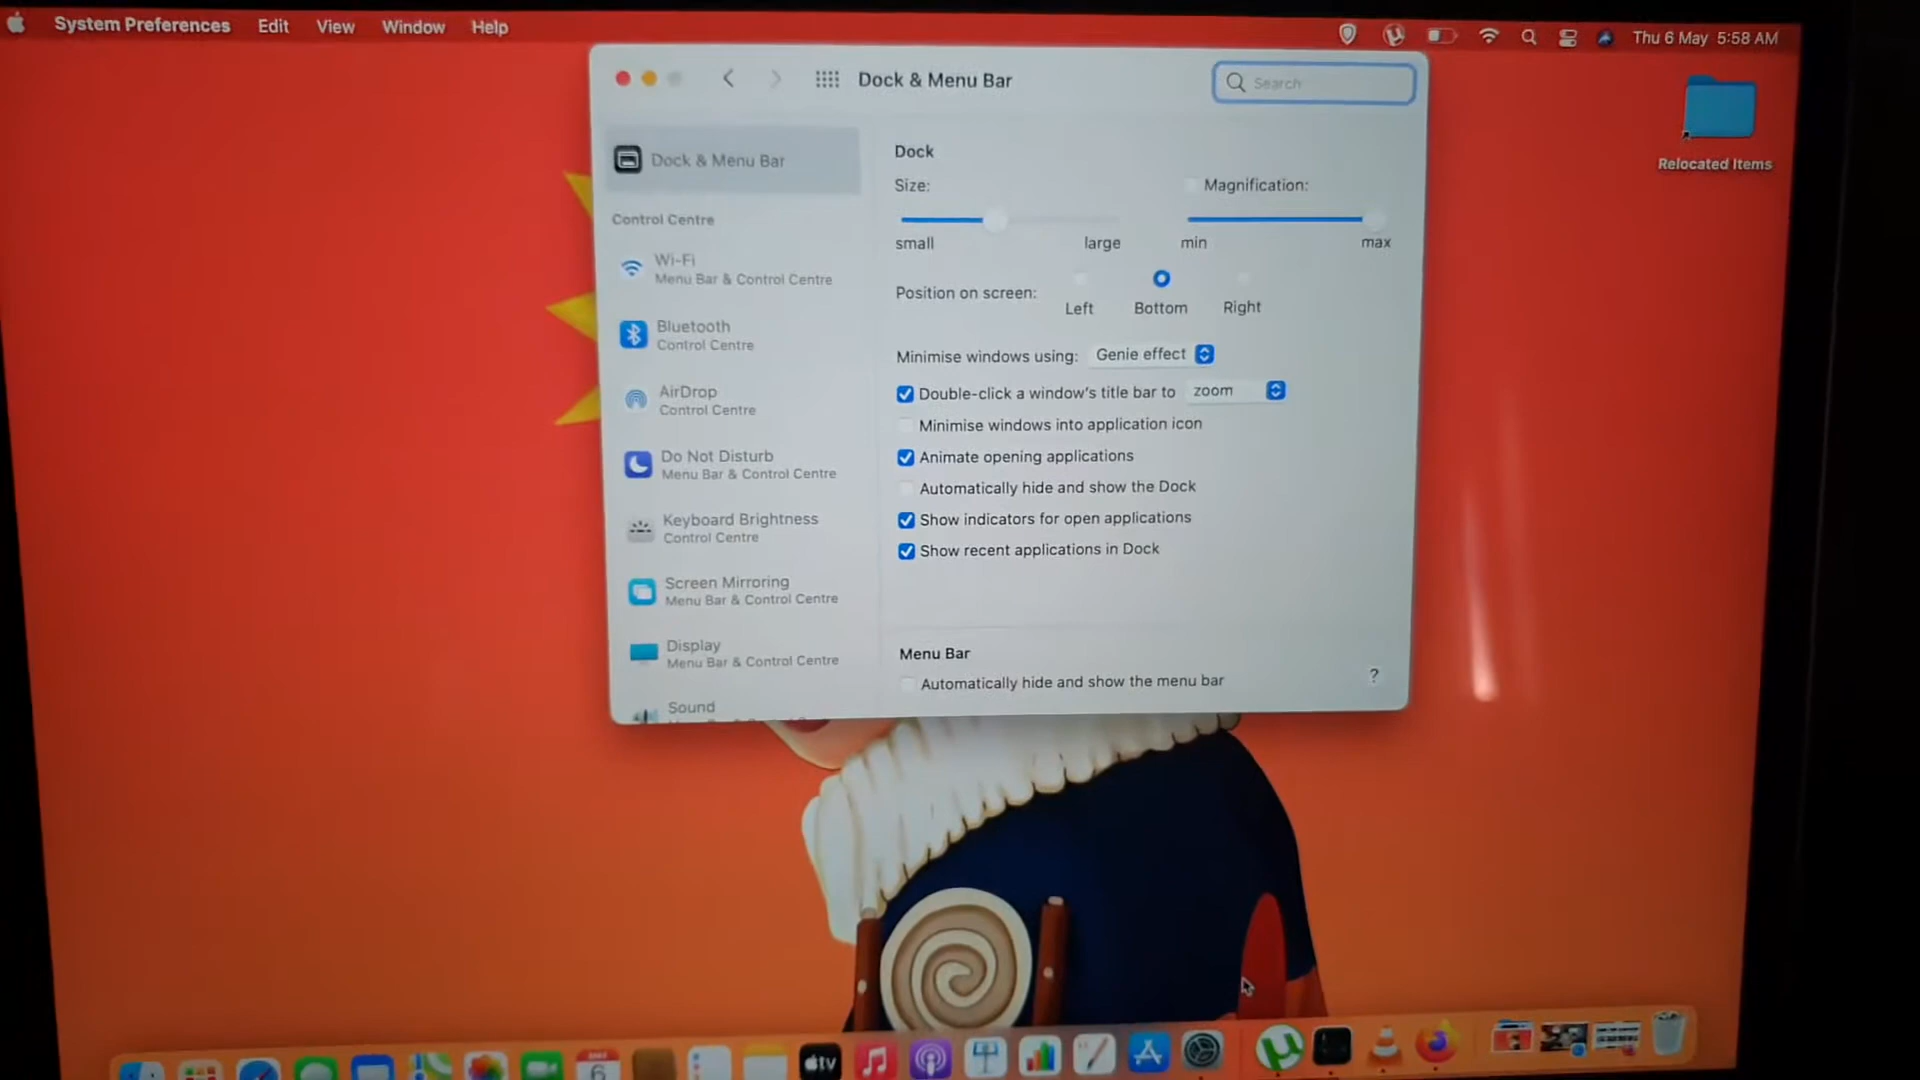 System Preferences Edit View Window Help
Thu 6 May 5:58 AM
Dock & Menu Bar
Search
Relocated Items
Dock & Menu Bar
Control Centre
Wi-Fi
Menu Bar & Control Centre
Bluetooth
Control Centre
AirDrop
Control Centre
Do Not Disturb
Menu Bar & Control Centre
Keyboard Brightness
Control Centre
Screen Mirroring
Menu Bar & Control Centre
Display
Menu Bar & Control Centre
Sound
Dock
Size:
Magnification:
small large min max
Position on screen:
Left Bottom Right
Minimise windows using: Genie effect
Double-click a window's title bar to zoom
Minimise windows into application icon
Animate opening applications
Automatically hide and show the Dock
Show indicators for open applications
Show recent applications in Dock
Menu Bar
Automatically hide and show the menu bar
?
6
tv